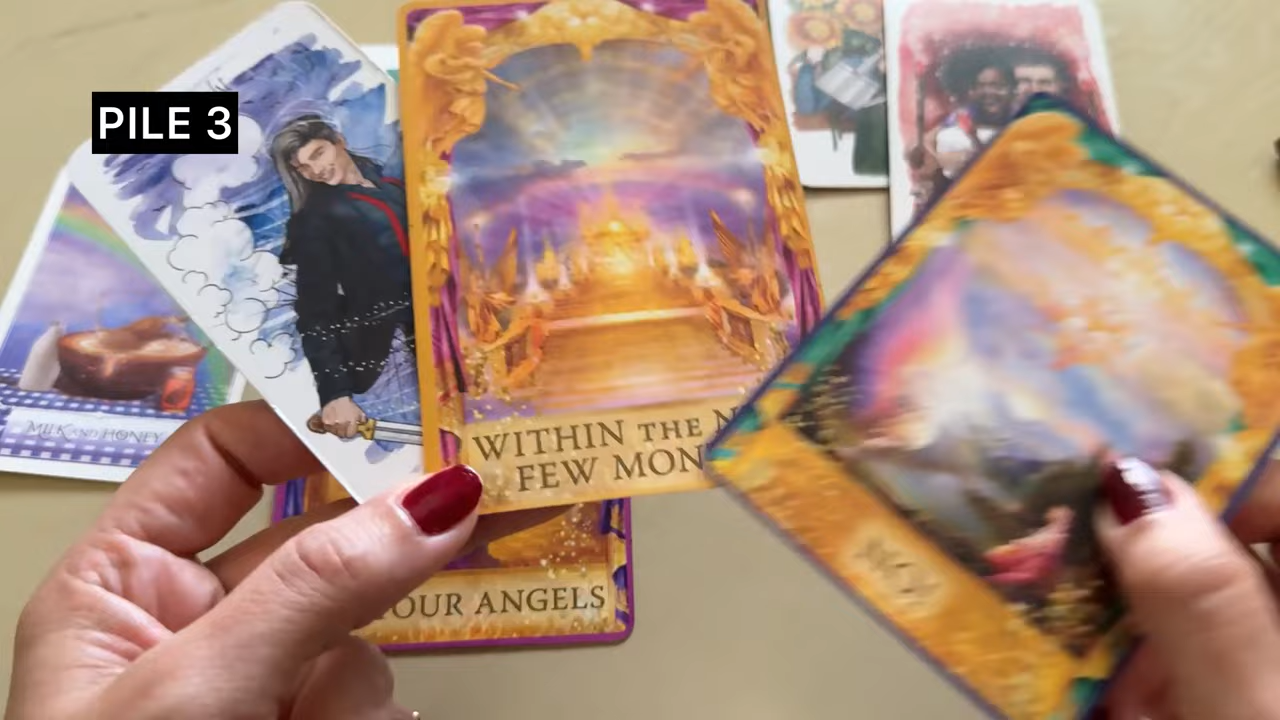 PILE 3
WITHIN THE
FEW MON
MILK AND HONEY
OUR ANGELS